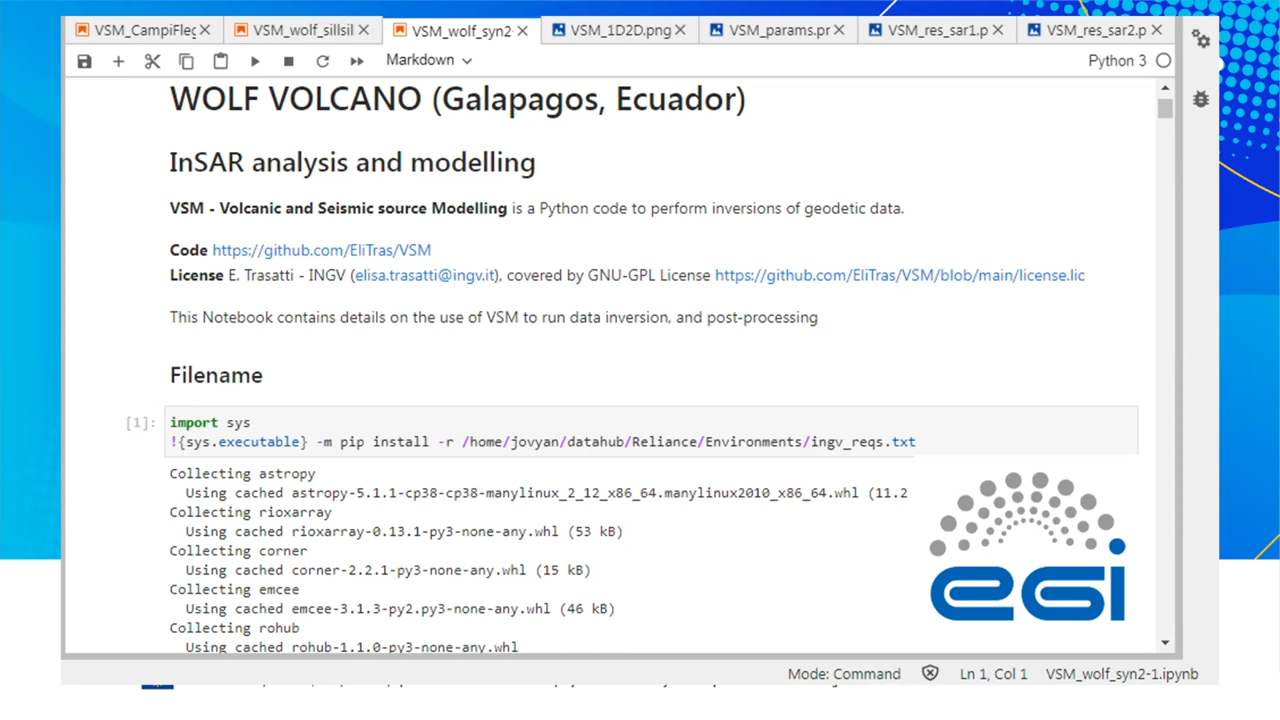 VSM_CampiFleg
VSM_wolf_sillsil
VSM_wolf_syn2-
VSM_1D2D.png
VSM_params.pr
VSM_res_sar1.p
VSM_res_sar2.p
Markdown
Python 3
WOLF VOLCANO (Galapagos, Ecuador)
InSAR analysis and modelling
VSM - Volcanic and Seismic source Modelling is a Python code to perform inversions of geodetic data.
Code https://github.com/EliTras/VSM
License E. Trasatti - INGV (elisa.trasatti@ingv.it), covered by GNU-GPL License https://github.com/EliTras/VSM/blob/main/license.lic
This Notebook contains details on the use of VSM to run data inversion, and post-processing
Filename
[1]: import sys
!{sys.executable} -m pip install -r /home/jovyan/datahub/Reliance/Environments/ingv_reqs.txt
Collecting astropy
Using cached astropy-5.1.1-cp38-cp38-manylinux_2_12_x86_64.manylinux2010_x86_64.whl (11.2
Collecting rioxarray
Using cached rioxarray-0.13.1-py3-none-any.whl (53 kB)
Collecting corner
Using cached corner-2.2.1-py3-none-any.whl (15 kB)
Collecting emcee
Using cached emcee-3.1.3-py2.py3-none-any.whl (46 kB)
Collecting rohub
Using cached rohub-1.1.0-py3-none-any.whl
egi
Mode: Command
Ln 1, Col 1
VSM_wolf_syn2-1.ipynb